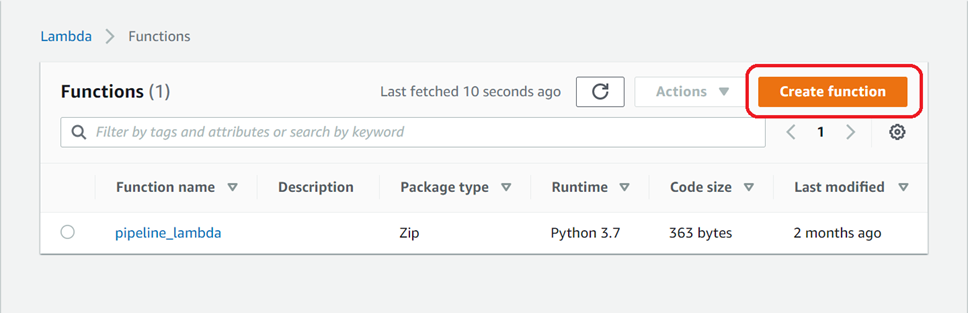 Lambda > Functions
Functions (1) Last fetched 10 seconds ago Actions Create function
Filter by tags and attributes or search by keyword 1
Function name Description Package type Runtime Code size Last modified
pipeline_lambda Zip Python 3.7 363 bytes 2 months ago